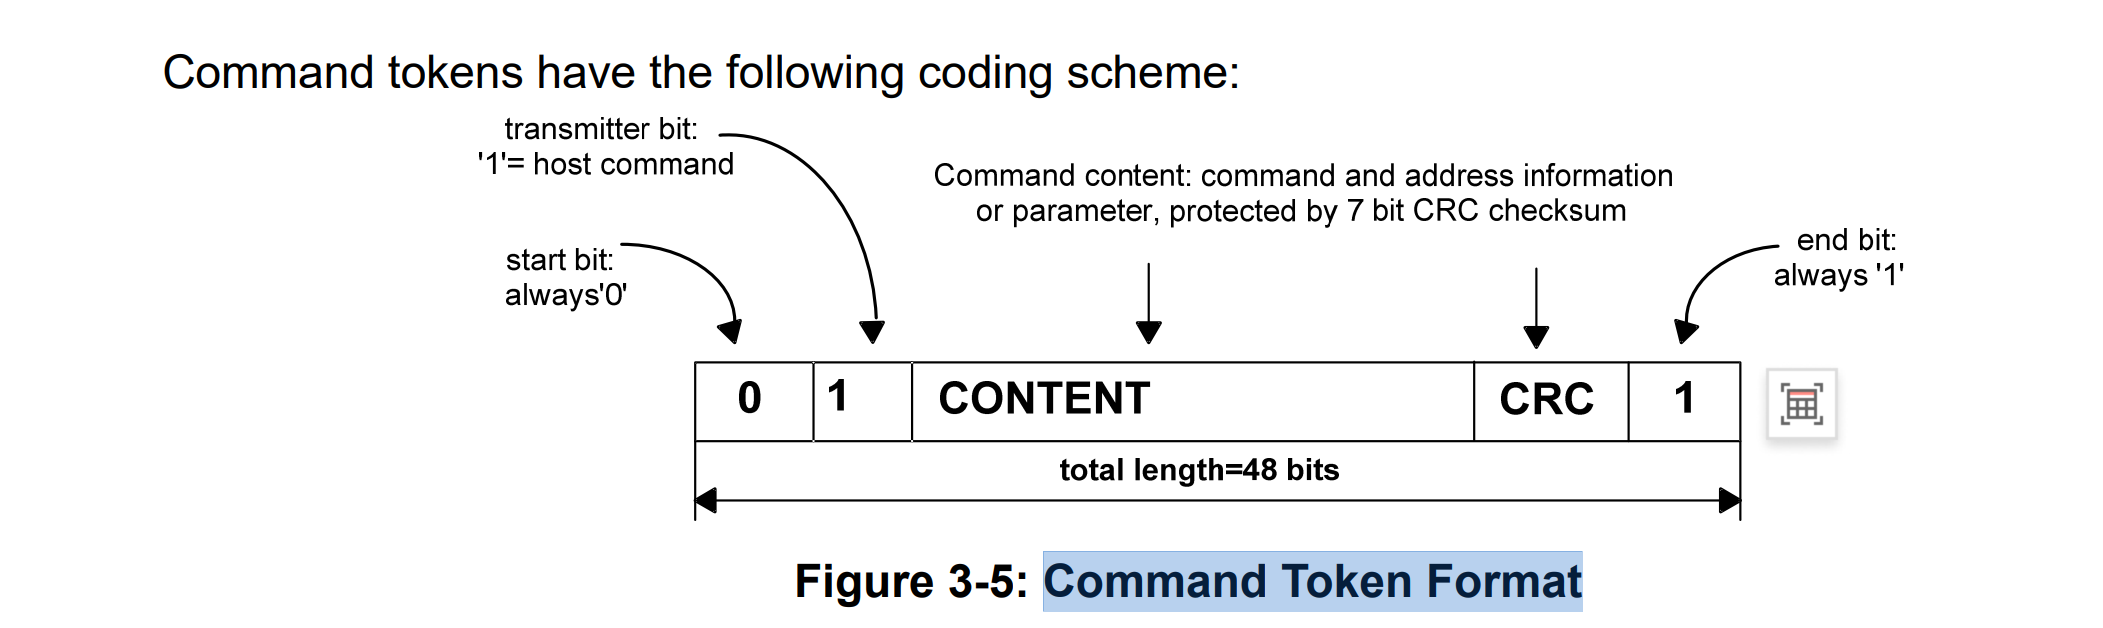 Command tokens have the following coding scheme:
transmitter bit:
'1'= host command
Command content: command and address information
or parameter, protected by 7 bit CRC checksum
start bit:
always'0'
end bit:
always '1'
0 1 CONTENT CRC 1
total length=48 bits
Figure 3-5: Command Token Format